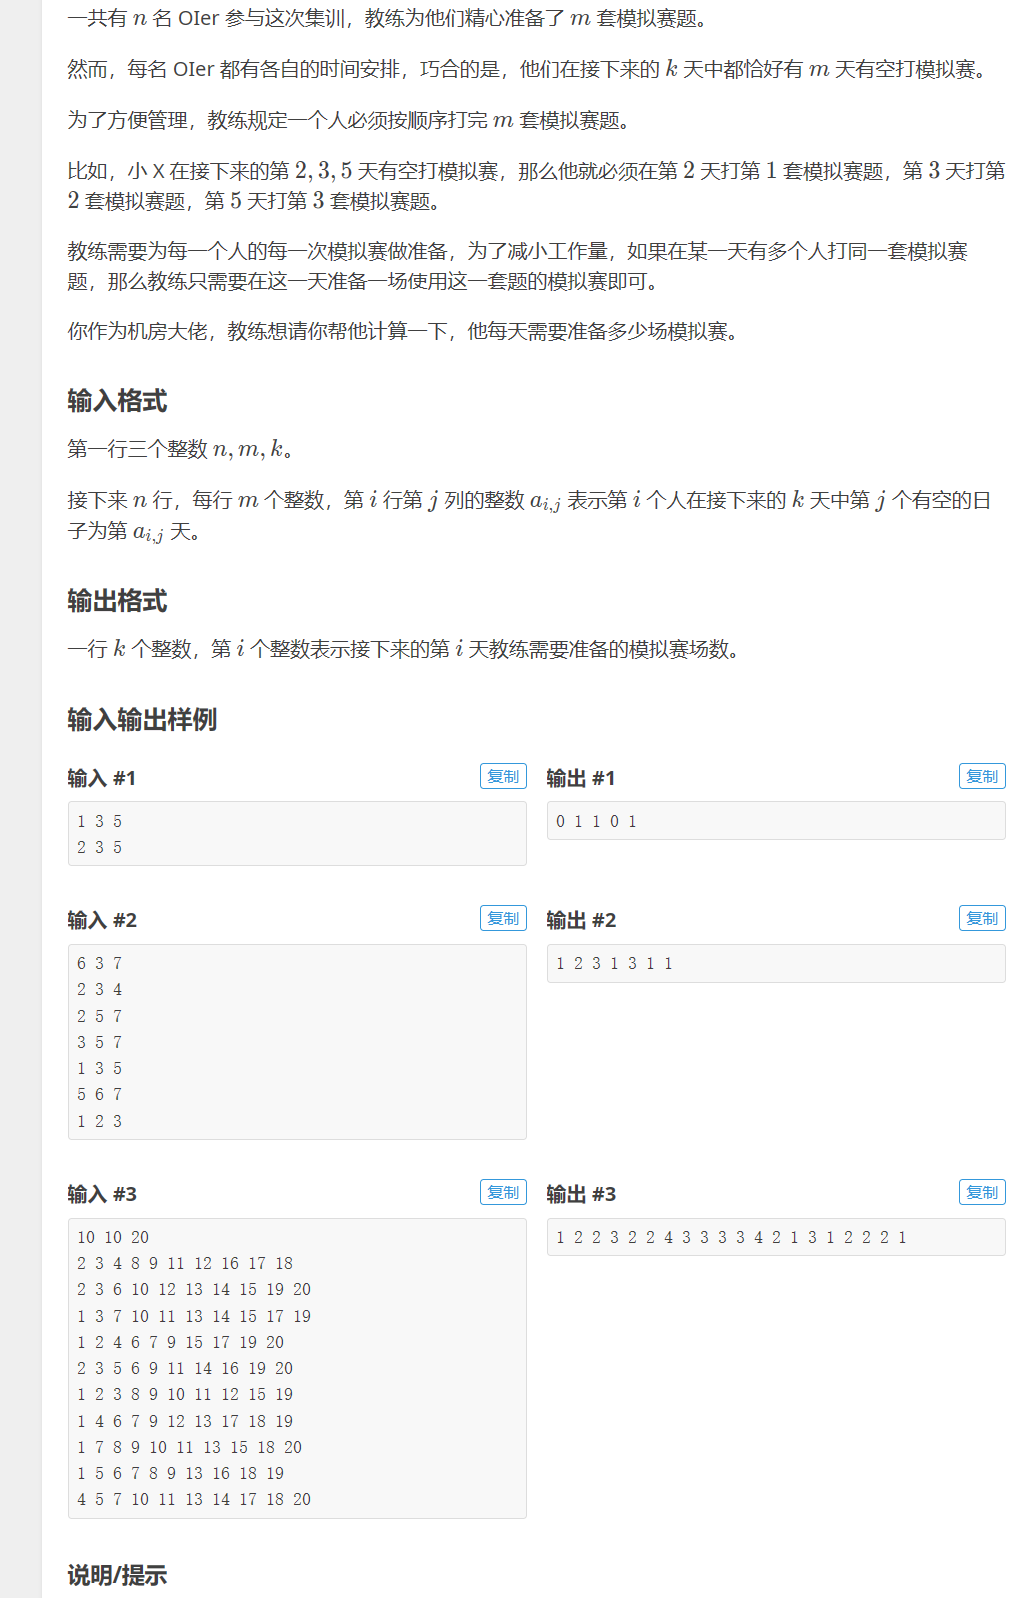 一共有 n 名 OIer 参与这次集训，教练为他们精心准备了 m 套模拟赛题。
然而，每名 OIer 都有各自的时间安排，巧合的是，他们在接下来的 k 天中都恰好有 m 天有空打模拟赛。
为了方便管理，教练规定一个人必须按顺序打完 m 套模拟赛题。
比如，小 X 在接下来的第 2, 3, 5 天有空打模拟赛，那么他就必须在第 2 天打第 1 套模拟赛题，第 3 天打第
2 套模拟赛题，第 5 天打第 3 套模拟赛题。
教练需要为每一个人的每一次模拟赛做准备，为了减小工作量，如果在某一天有多个人打同一套模拟赛
题，那么教练只需要在这一天准备一场使用这一套题的模拟赛即可。
你作为机房大佬，教练想请你帮他计算一下，他每天需要准备多少场模拟赛。
输入格式
第一行三个整数 n, m, k。
接下来 n 行，每行 m 个整数，第 i 行第 j 列的整数 a_{i,j} 表示第 i 个人在接下来的 k 天中第 j 个有空的日
子为第 a_{i,j} 天。
输出格式
一行 k 个整数，第 i 个整数表示接下来的第 i 天教练需要准备的模拟赛场数。
输入输出样例
输入 #1 复制
1 3 5
2 3 5
输出 #1 复制
0 1 1 0 1
输入 #2 复制
6 3 7
2 3 4
2 5 7
3 5 7
1 3 5
5 6 7
1 2 3
输出 #2 复制
1 2 3 1 3 1 1
输入 #3 复制
10 10 20
2 3 4 8 9 11 12 16 17 18
2 3 6 10 12 13 14 15 19 20
1 3 7 10 11 13 14 15 17 19
1 2 4 6 7 9 15 17 19 20
2 3 5 6 9 11 14 16 19 20
1 2 3 8 9 10 11 12 15 19
1 4 6 7 9 12 13 17 18 19
1 7 8 9 10 11 13 15 18 20
1 5 6 7 8 9 13 16 18 19
4 5 7 10 11 13 14 17 18 20
输出 #3 复制
1 2 2 3 2 2 4 3 3 3 3 4 2 1 3 1 2 2 2 1
说明/提示